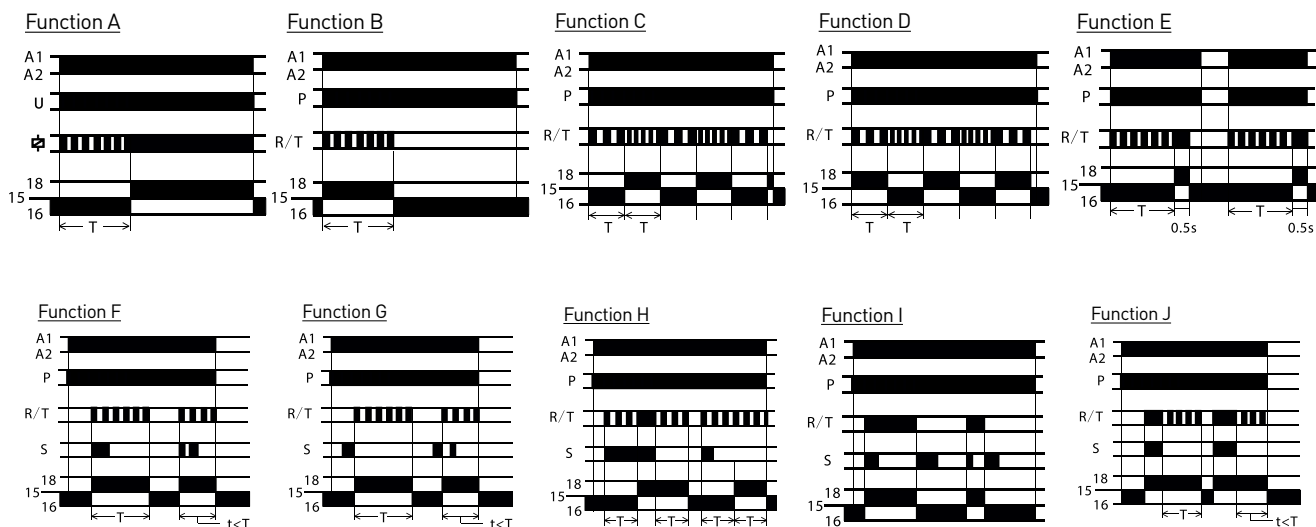 Function A
A1
A2
U
18
15
16
T
Function B
A1
A2
P
R/T
18
15
16
T
Function C
A1
A2
P
R/T
18
15
16
T T
Function D
A1
A2
P
R/T
18
15
16
T T
Function E
A1
A2
P
R/T
18
15
16
T T
0.5s 0.5s
Function F
A1
A2
P
R/T
S
18
15
16
T
t<T
Function G
A1
A2
P
R/T
S
18
15
16
T
t<T
Function H
A1
A2
P
R/T
S
18
15
16
T T T T
Function I
A1
A2
P
R/T
S
18
15
16
Function J
A1
A2
P
R/T
S
18
15
16
T
t<T